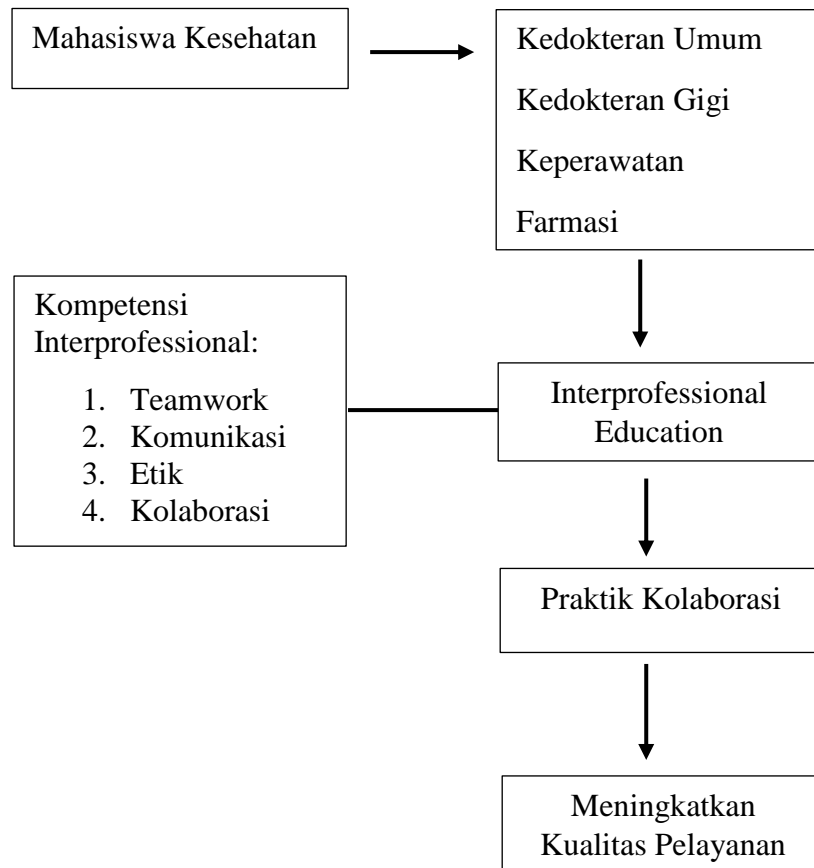 Mahasiswa Kesehatan
Kedokteran Umum
Kedokteran Gigi
Keperawatan
Farmasi
Kompetensi
Interprofessional:
1. Teamwork
2. Komunikasi
3. Etik
4. Kolaborasi
Interprofessional
Education
Praktik Kolaborasi
Meningkatkan
Kualitas Pelayanan